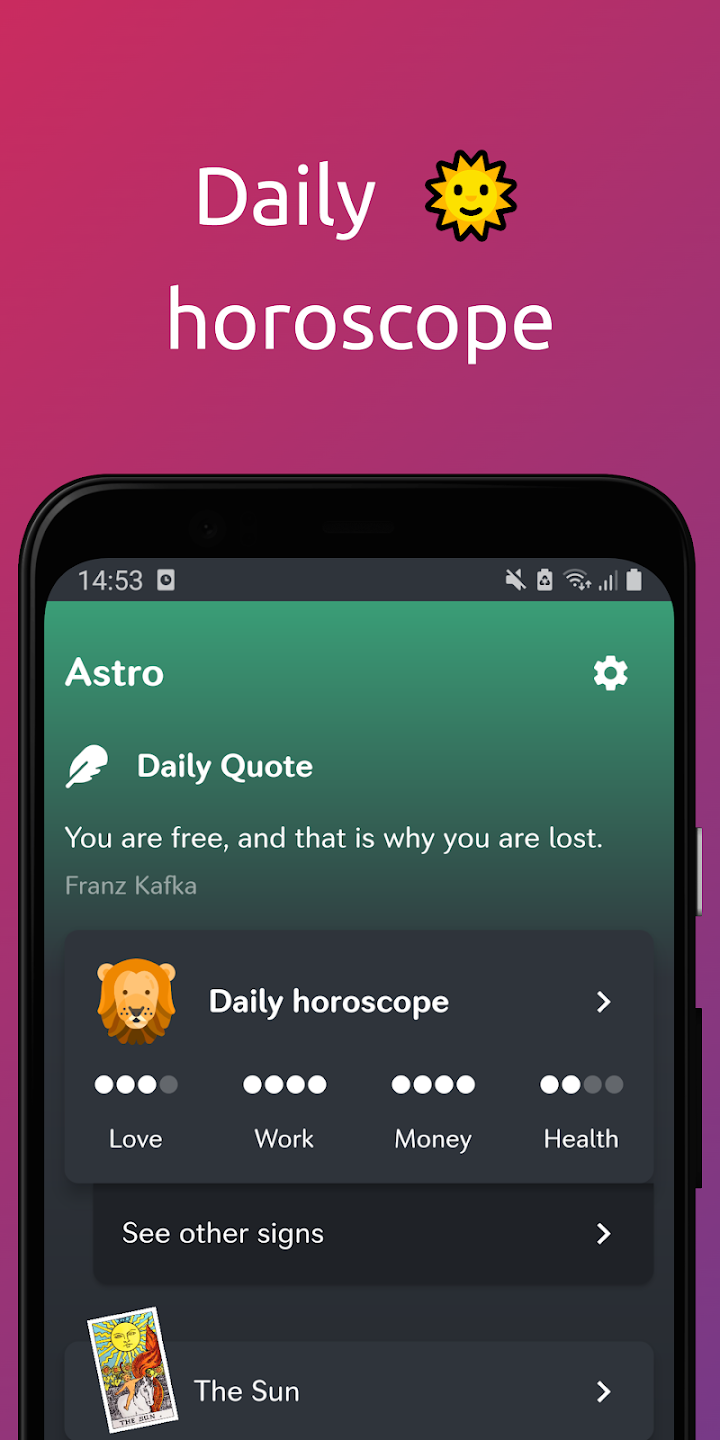 Daily
horoscope
14:53
Astro
Daily Quote
You are free, and that is why you are lost.
Franz Kafka
Daily horoscope
Love Work Money Health
See other signs
THE SUN.
The Sun